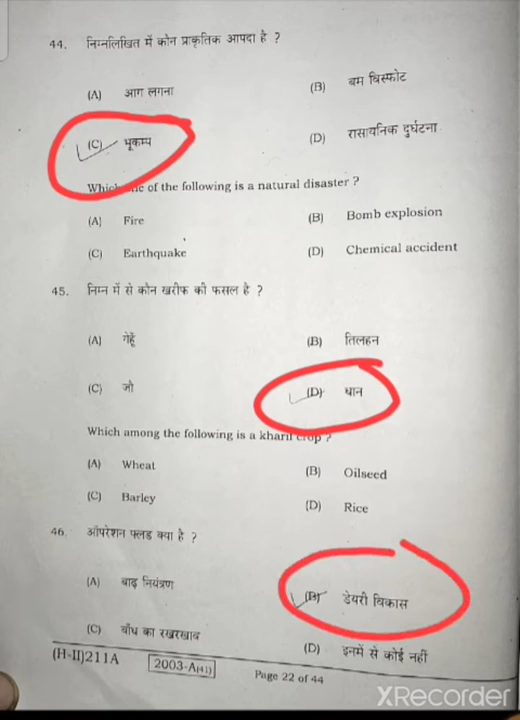 44. निम्नलिखित में कौन प्राकृतिक आपदा है ?
(A) आग लगना (B) बम विस्फोट
(C) भूकम्प (D) रासायनिक दुर्घटना
Which one of the following is a natural disaster ?
(A) Fire (B) Bomb explosion
(C) Earthquake (D) Chemical accident
45. निम्न में से कौन खरीफ की फसल है ?
(A) गेहूँ (B) तिलहन
(C) जौ (D) धान
Which among the following is a kharif crop ?
(A) Wheat (B) Oilseed
(C) Barley (D) Rice
46. ऑपरेशन फ्लड क्या है ?
(A) बाढ़ नियंत्रण (B) डेयरी विकास
(C) बाँध का रखरखाव (D) इनमें से कोई नहीं
(H-II)211A 2003-A(41) Page 22 of 44
XRecorder